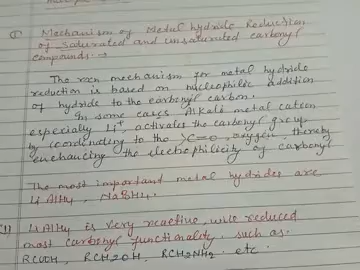 Mechanism of Metal hydride Reduction
of saturated and unsaturated carbonyl
compounds:→
The rxn mechanism for metal hydride
reduction is based on nucleophilic addition
of hydride to the carbonyl carbon.
In some cases Alkali metal cation
especially Li+, activates the carbonyl group
by coordinating to the >C=O, oxygen, thereby
enhancing the electrophilicity of carbonyl
The most important metal hydrides are
LiAlH4, NaBH4.
LiAlH4 is very reactive, will reduced
most carbonyl functionality such as.
RCOOH, RCH2OH, RCH2NH2. etc.